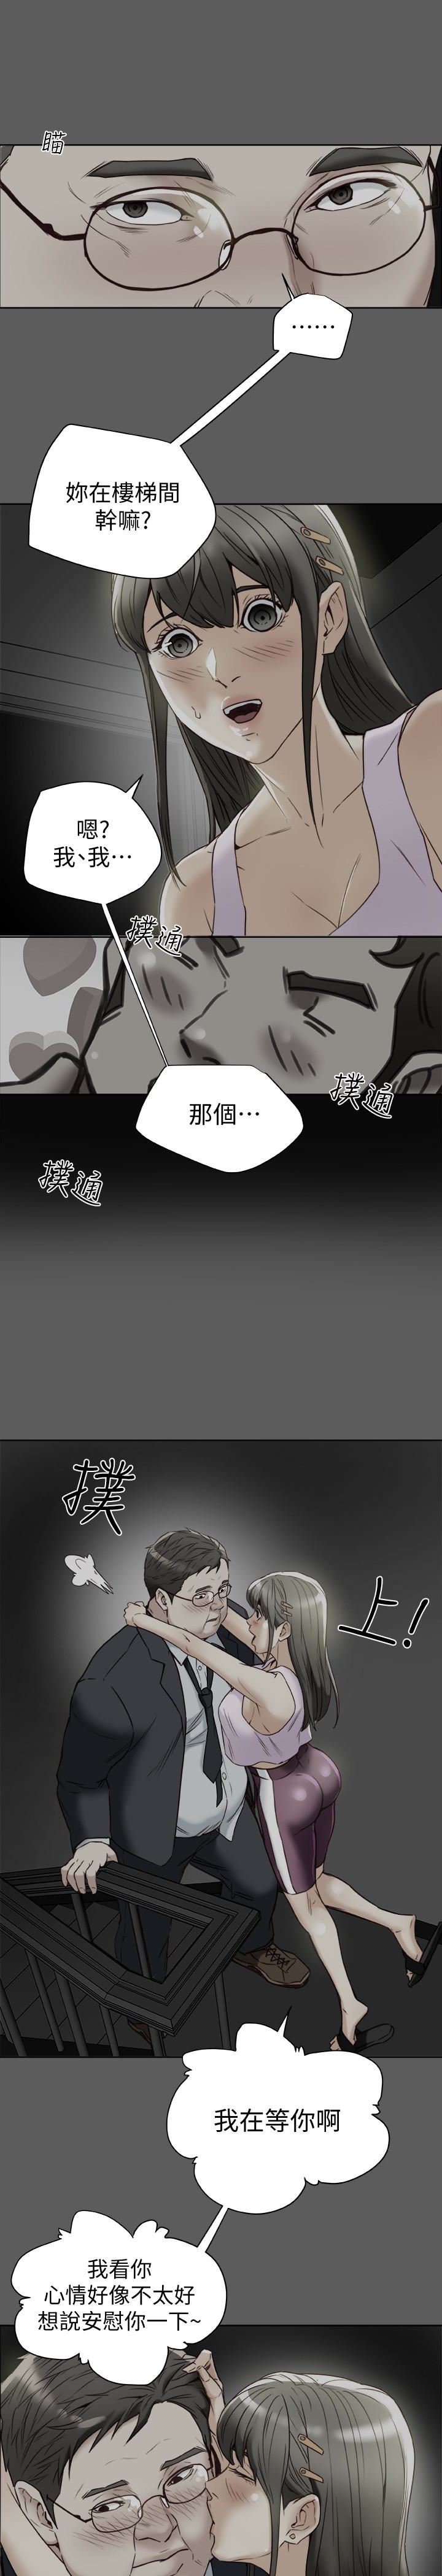 瞄
……
妳在樓梯間
幹嘛?
嗯?
我、我…
撲通
那個…
撲通
撲通
撲
上!
我在等你啊
我看你
心情好像不太好
想說安慰你一下~